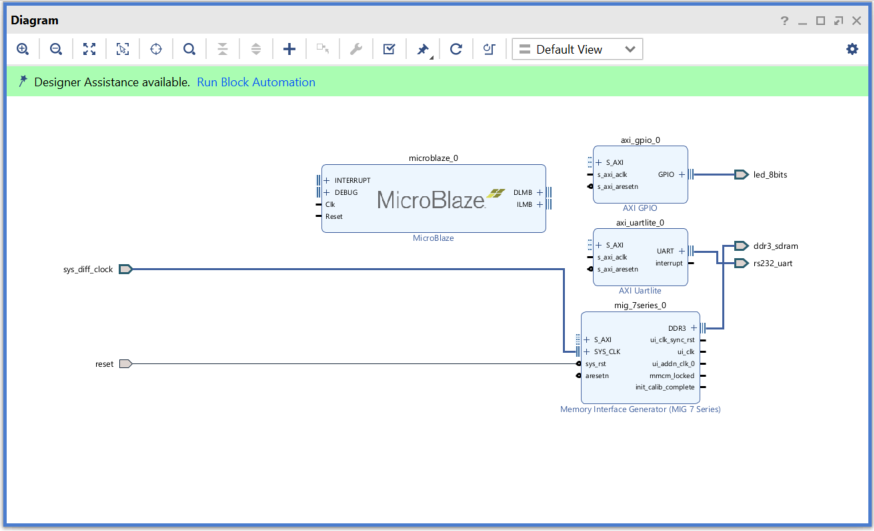 Diagram
Default View
Designer Assistance available. Run Block Automation
axi_gpio_0
S_AXI
s_axi_aclk
s_axi_aresetn
GPIO
AXI GPIO
led_8bits
microblaze_0
INTERRUPT
DEBUG
Clk
Reset
MicroBlaze
DLMB
ILMB
MicroBlaze
axi_uartlite_0
S_AXI
s_axi_aclk
s_axi_aresetn
UART
interrupt
AXI Uartlite
ddr3_sdram
rs232_uart
sys_diff_clock
reset
mig_7series_0
S_AXI
SYS_CLK
sys_rst
aresetn
DDR3
ui_clk_sync_rst
ui_clk
ui_addn_clk_0
mmcm_locked
init_calib_complete
Memory Interface Generator (MIG 7 Series)